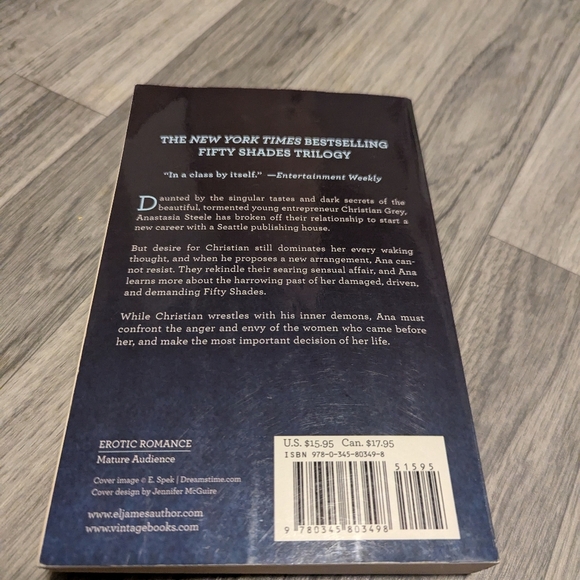 THE NEW YORK TIMES BESTSELLING
FIFTY SHADES TRILOGY
“In a class by itself.” —Entertainment Weekly
Daunted by the singular tastes and dark secrets of the
beautiful, tormented young entrepreneur Christian Grey,
Anastasia Steele has broken off their relationship to start a
new career with a Seattle publishing house.
But desire for Christian still dominates her every waking
thought, and when he proposes a new arrangement, Ana can-
not resist. They rekindle their searing sensual affair, and Ana
learns more about the harrowing past of her damaged, driven,
and demanding Fifty Shades.
While Christian wrestles with his inner demons, Ana must
confront the anger and envy of the women who came before
her, and make the most important decision of her life.
EROTIC ROMANCE
Mature Audience
Cover image © E. Spek | Dreamstime.com
Cover design by Jennifer McGuire
www.eljamesauthor.com
www.vintagebooks.com
U.S. $15.95 Can. $17.95
ISBN 978-0-345-80349-8
51595
9 780345 803498